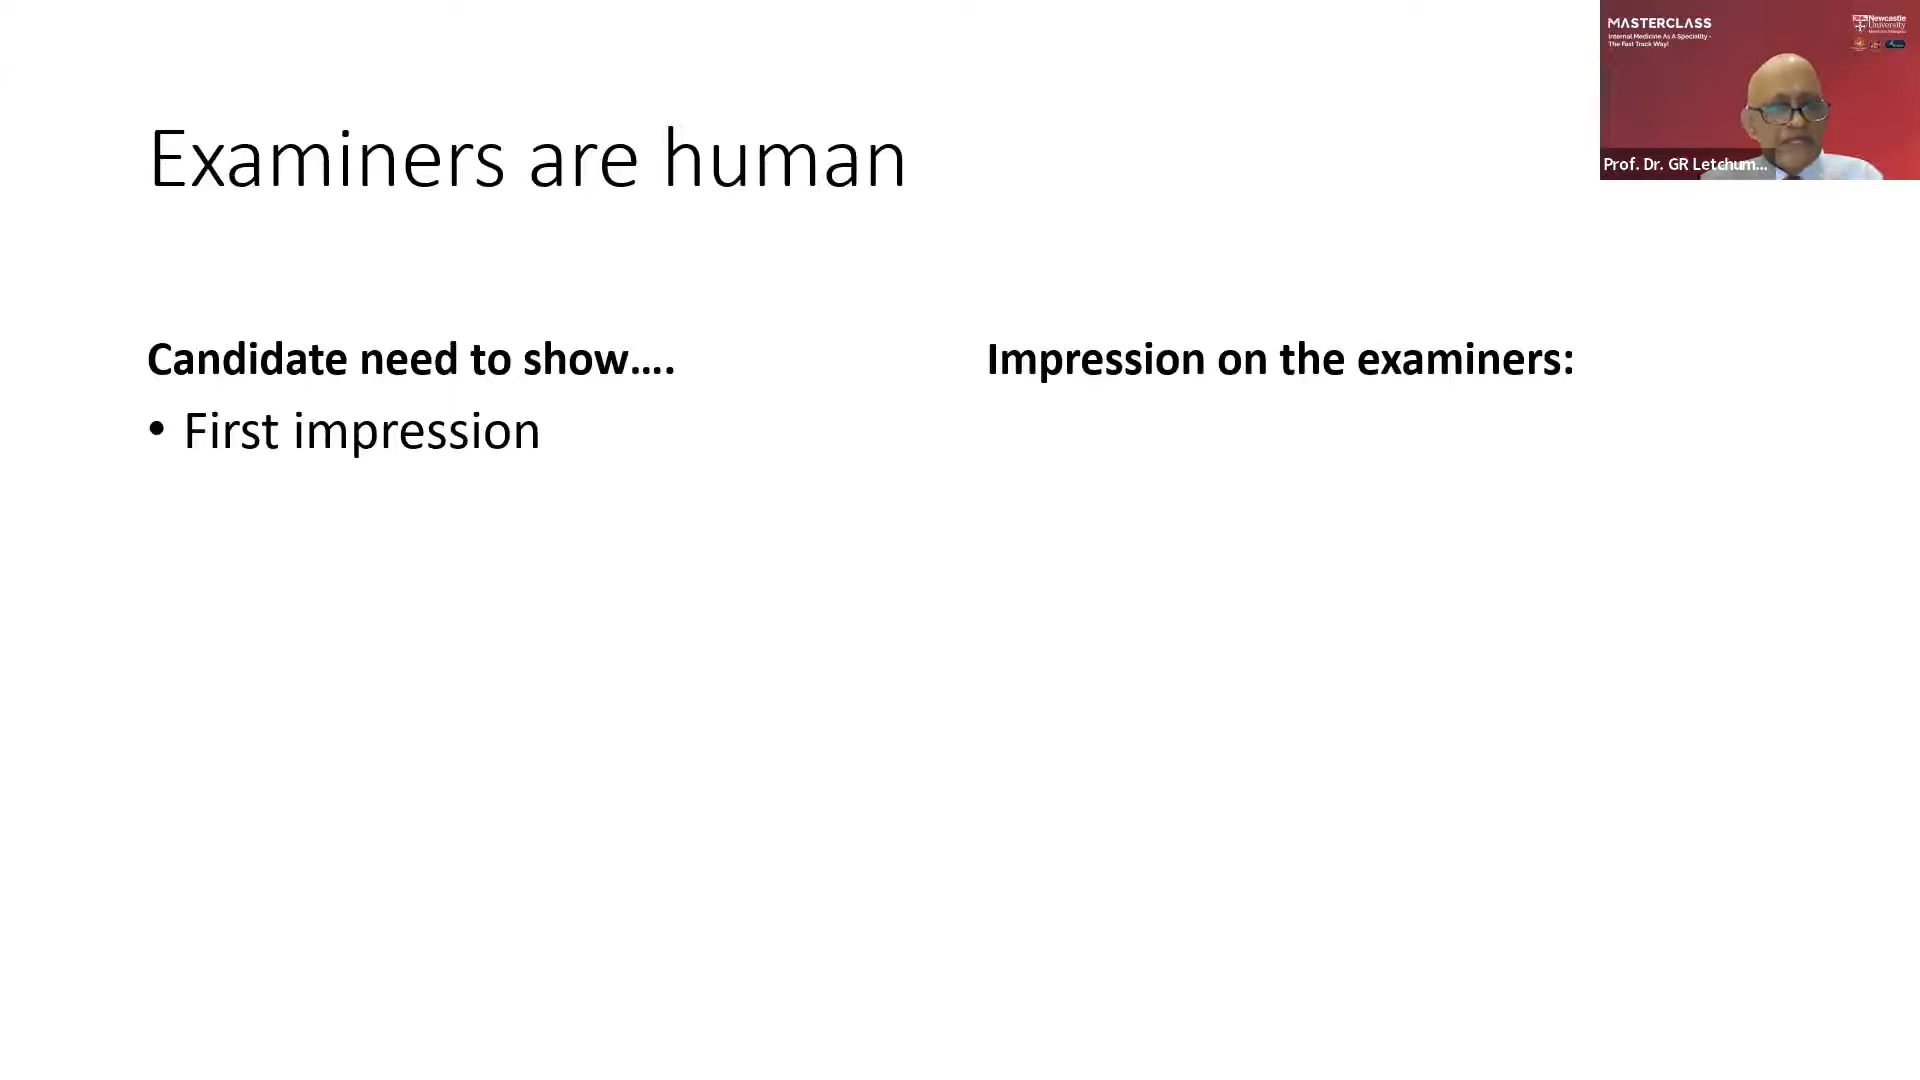 MASTERCLASS
Internal Medicine As A Speciality -
The Fast Track Way!
Newcastle
University
Prof. Dr. GR Letchum...
Examiners are human
Candidate need to show....
• First impression
Impression on the examiners: